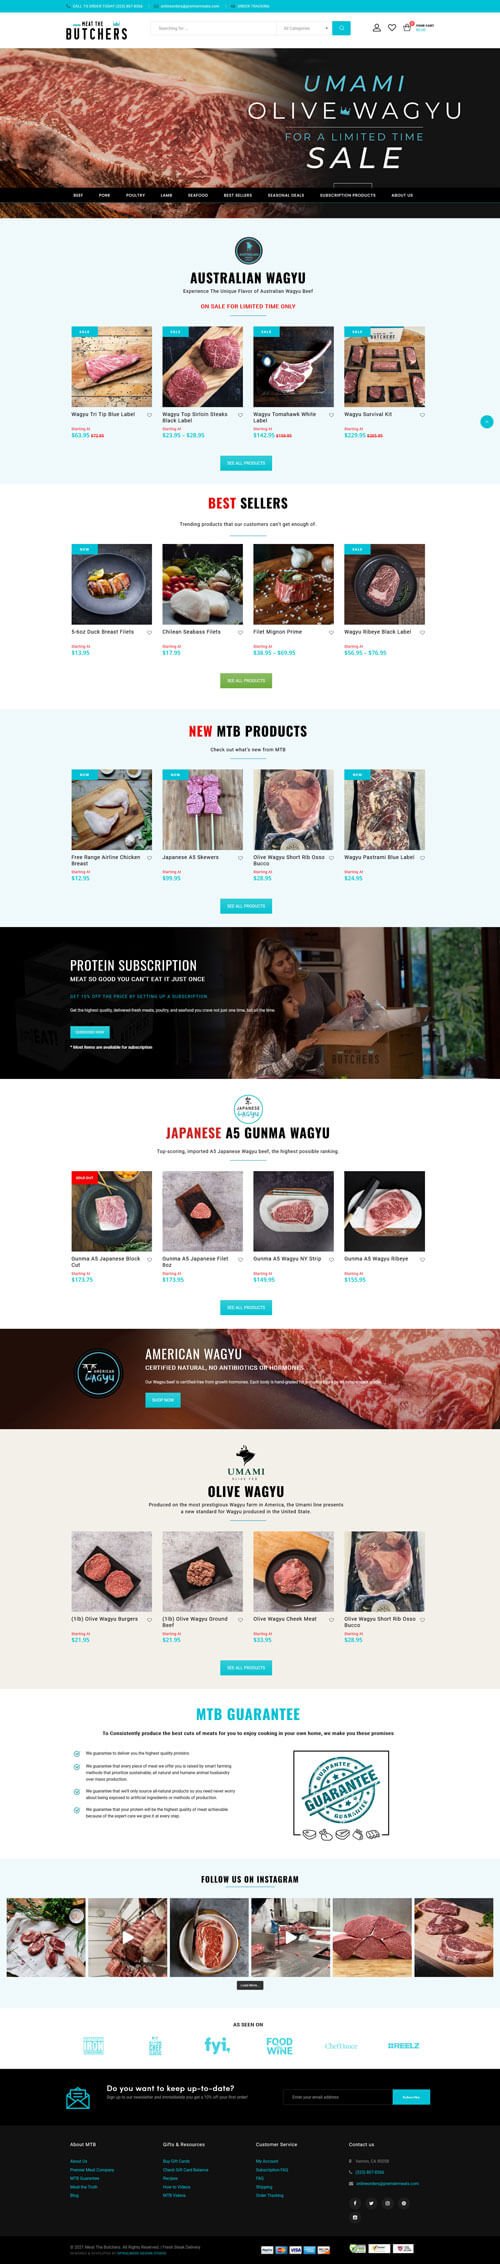 CALL TO ORDER TODAY (323) 807-8356
onlineorders@premiermeats.com
ORDER TRACKING
MEAT THE
BUTCHERS
Searching for ...
All Categories
YOUR CART
UMAMI
OLIVE WAGYU
FOR A LIMITED TIME
SALE
BEEF
PORK
POULTRY
LAMB
SEAFOOD
BEST SELLERS
SEASONAL DEALS
SUBSCRIPTION PRODUCTS
ABOUT US
AUSTRALIAN WAGYU
Experience The Unique Flavor of Australian Wagyu Beef
ON SALE FOR LIMITED TIME ONLY
SALE
SALE
SALE
SALE
BUTCHERS
Wagyu Tri Tip Blue Label
Starting At
$63.95 $72.95
Wagyu Top Sirloin Steaks
Black Label
Starting At
$23.95 – $28.95
Wagyu Tomahawk White
Label
Starting At
$142.95
Wagyu Survival Kit
Starting At
$229.95
SEE ALL PRODUCTS
BEST SELLERS
Trending products that our customers can't get enough of.
NEW
SALE
5-6oz Duck Breast Filets
Starting At
$13.95
Chilean Seabass Filets
Starting At
$17.95
Filet Mignon Prime
Starting At
$38.95 – $69.95
Wagyu Ribeye Black Label
Starting At
$56.95 – $76.95
SEE ALL PRODUCTS
NEW MTB PRODUCTS
Check out what's new from MTB
NEW
NEW
NEW
Free Range Airline Chicken
Breast
Starting At
$12.95
Japanese A5 Skewers
Starting At
$99.95
Olive Wagyu Short Rib Osso
Bucco
Starting At
$28.95
Wagyu Pastrami Blue Label
Starting At
$24.95
SEE ALL PRODUCTS
PROTEIN SUBSCRIPTION
MEAT SO GOOD YOU CAN'T EAT IT JUST ONCE
GET 15% OFF THE PRICE BY SETTING UP A SUBSCRIPTION
Get the highest quality, delivered-fresh meats, poultry, and seafood you crave not just one time, but all the time.
SUBSCRIBE NOW
* Most items are available for subscription
BUTCHERS
JAPANESE
WAGYU
JAPANESE A5 GUNMA WAGYU
Top-scoring, imported A5 Japanese Wagyu beef, the highest possible ranking.
SOLD OUT
Gunma A5 Japanese Block
Cut
Starting At
$173.75
Gunma A5 Japanese Filet
8oz
Starting At
$173.95
Gunma A5 Wagyu NY Strip
Starting At
$149.95
Gunma A5 Wagyu Ribeye
Starting At
$155.95
SEE ALL PRODUCTS
AMERICAN
WAGYU
AMERICAN WAGYU
CERTIFIED NATURAL, NO ANTIBIOTICS OR HORMONES
Our Wagyu beef is certified free from growth hormones. Each body is hand-graded for
SHOP NOW
UMAMI
OLIVE FED
OLIVE WAGYU
Produced on the most prestigious Wagyu farm in America, the Umami line presents
a new standard for Wagyu produced in the United State.
(1lb) Olive Wagyu Burgers
Starting At
$21.95
(1lb) Olive Wagyu Ground
Beef
Starting At
$21.95
Olive Wagyu Cheek Meat
Starting At
$33.95
Olive Wagyu Short Rib Osso
Bucco
Starting At
$28.95
SEE ALL PRODUCTS
MTB GUARANTEE
To Consistently produce the best cuts of meats for you to enjoy cooking in your own home, we make you these promises
We guarantee to deliver you the highest quality proteins.
We guarantee that every piece of meat we offer you is raised by smart farming
methods that prioritize sustainable, all natural and humane animal husbandry
over mass production.
We guarantee that we'll only source all-natural products so you need never worry
about being exposed to artificial ingredients or methods of production.
We guarantee that your protein will be the highest quality of meat achievable
because of the expert care we give it at every step.
GUARANTEE
GUARANTEE
GUARANTEE
FOLLOW US ON INSTAGRAM
Load More...
AS SEEN ON
IRON
fyi,
FOOD
WINE
REELZ
Do you want to keep up-to-date?
Sign up to our newsletter and immediately you get a 10% off your first order!
Enter your email address
Subscribe
About MTB
About Us
Premier Meat Company
MTB Guarantee
Meat the Truth
Blog
Gifts & Resources
Buy Gift Cards
Check Gift Card Balance
Recipes
How to Videos
MTB Videos
Customer Service
My Account
Subscription FAQ
FAQ
Shipping
Order Tracking
Contact us
Vernon, CA 90058
(323) 807-8356
onlineorders@premiermeats.com
© 2021 Meat The Butchers. All Rights Reserved. | Fresh Steak Delivery
PayPal
VISA